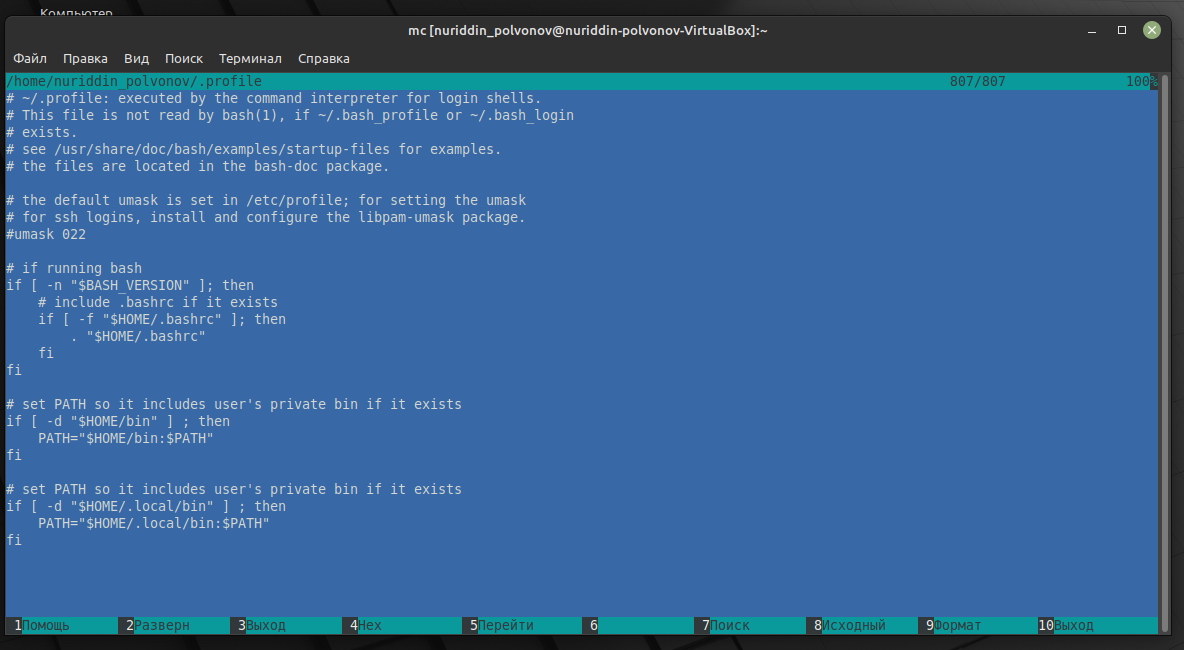 Компьютер
mc [nuriddin_polvonov@nuriddin-polvonov-VirtualBox]:~
Файл Правка Вид Поиск Терминал Справка
/home/nuriddin_polvonov/.profile 807/807 100%
# ~/.profile: executed by the command interpreter for login shells.
# This file is not read by bash(1), if ~/.bash_profile or ~/.bash_login
# exists.
# see /usr/share/doc/bash/examples/startup-files for examples.
# the files are located in the bash-doc package.

# the default umask is set in /etc/profile; for setting the umask
# for ssh logins, install and configure the libpam-umask package.
#umask 022

# if running bash
if [ -n "$BASH_VERSION" ]; then
    # include .bashrc if it exists
    if [ -f "$HOME/.bashrc" ]; then
        . "$HOME/.bashrc"
    fi
fi

# set PATH so it includes user's private bin if it exists
if [ -d "$HOME/bin" ] ; then
    PATH="$HOME/bin:$PATH"
fi

# set PATH so it includes user's private bin if it exists
if [ -d "$HOME/.local/bin" ] ; then
    PATH="$HOME/.local/bin:$PATH"
fi
1Помощь 2Разверн 3Выход 4Hex 5Перейти 6 7Поиск 8Исходный 9Формат 10Выход